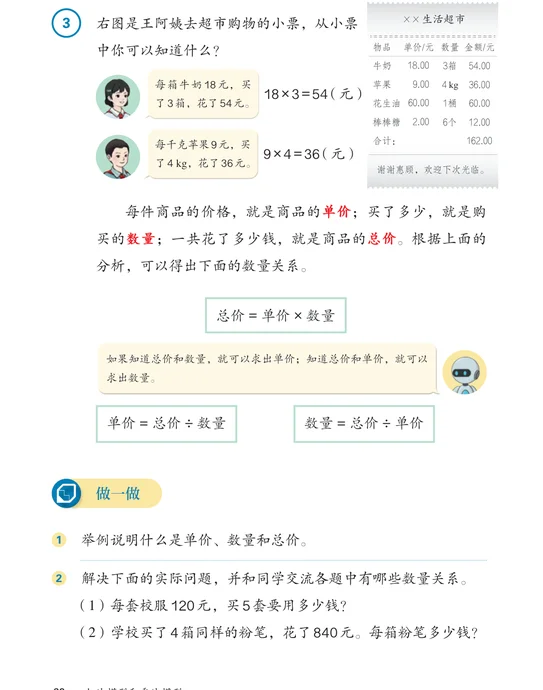 3 右图是王阿姨去超市购物的小票，从小票
中你可以知道什么？
每箱牛奶18元，买
了3箱，花了54元。
18×3=54（元）
每千克苹果9元，买
了4 kg，花了36元。
9×4=36（元）
××生活超市
物品 单价/元 数量 金额/元
牛奶 18.00 3箱 54.00
苹果 9.00 4 kg 36.00
花生油 60.00 1桶 60.00
棒棒糖 2.00 6个 12.00
合计： 162.00
谢谢惠顾，欢迎下次光临。
每件商品的价格，就是商品的单价；买了多少，就是购
买的数量；一共花了多少钱，就是商品的总价。根据上面的
分析，可以得出下面的数量关系。
总价=单价×数量
如果知道总价和数量，就可以求出单价；知道总价和单价，就可以
求出数量。
单价=总价÷数量
数量=总价÷单价
做一做
1 举例说明什么是单价、数量和总价。
2 解决下面的实际问题，并和同学交流各题中有哪些数量关系。
（1）每套校服120元，买5套要用多少钱？
（2）学校买了4箱同样的粉笔，花了840元。每箱粉笔多少钱？